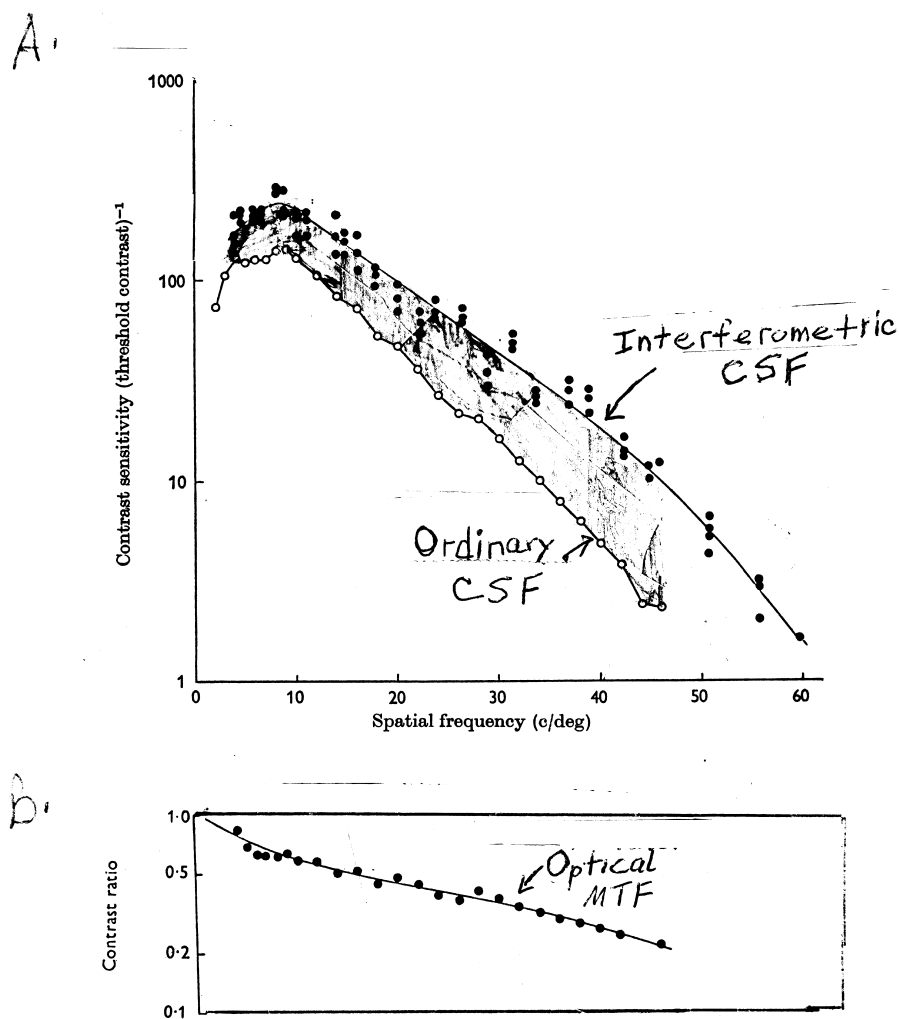 A.
1000
100
10
1
Contrast sensitivity (threshold contrast)⁻¹
Interferometric
CSF
Ordinary
CSF
0 10 20 30 40 50 60
Spatial frequency (c/deg)
B.
1·0
0·5
0·2
0·1
Contrast ratio
Optical
MTF